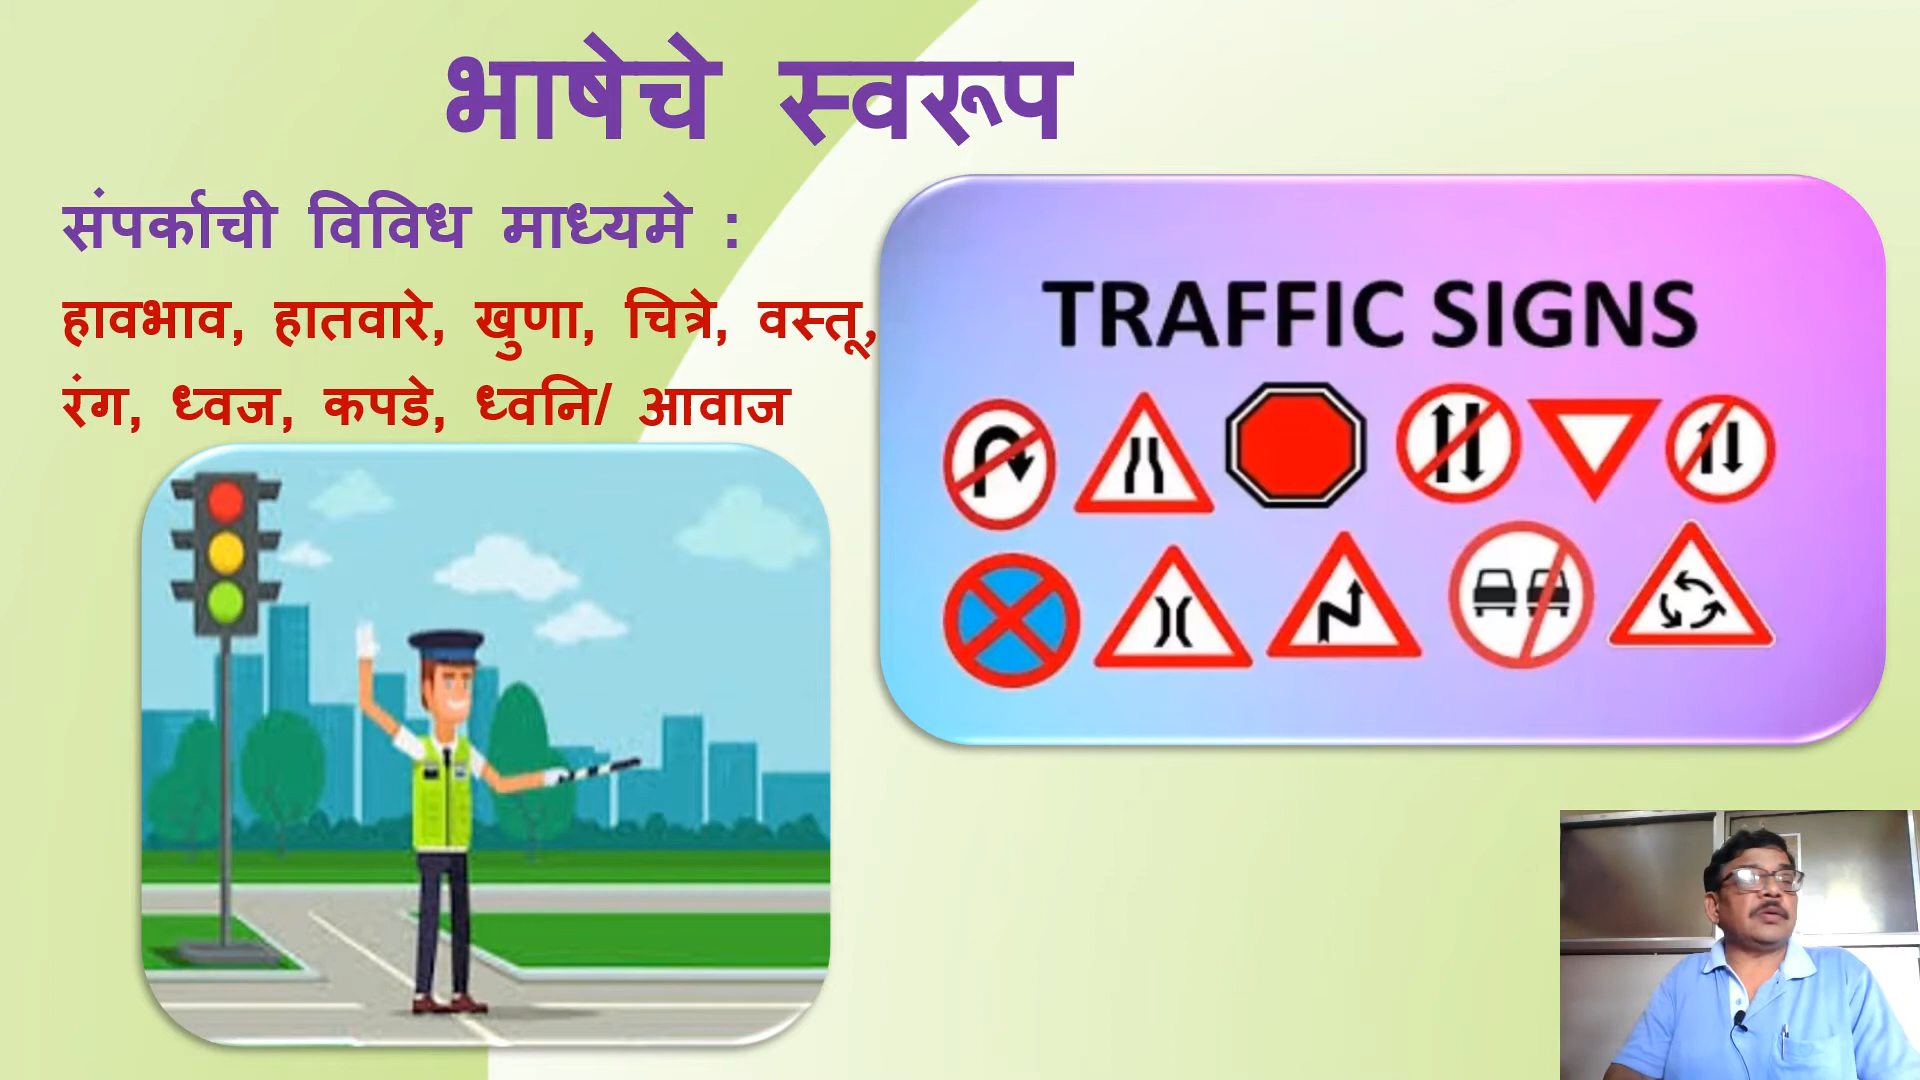 भाषेचे स्वरूप
संपर्काची विविध माध्यमे :
हावभाव, हातवारे, खुणा, चित्रे, वस्तू,
रंग, ध्वज, कपडे, ध्वनि/ आवाज
TRAFFIC SIGNS